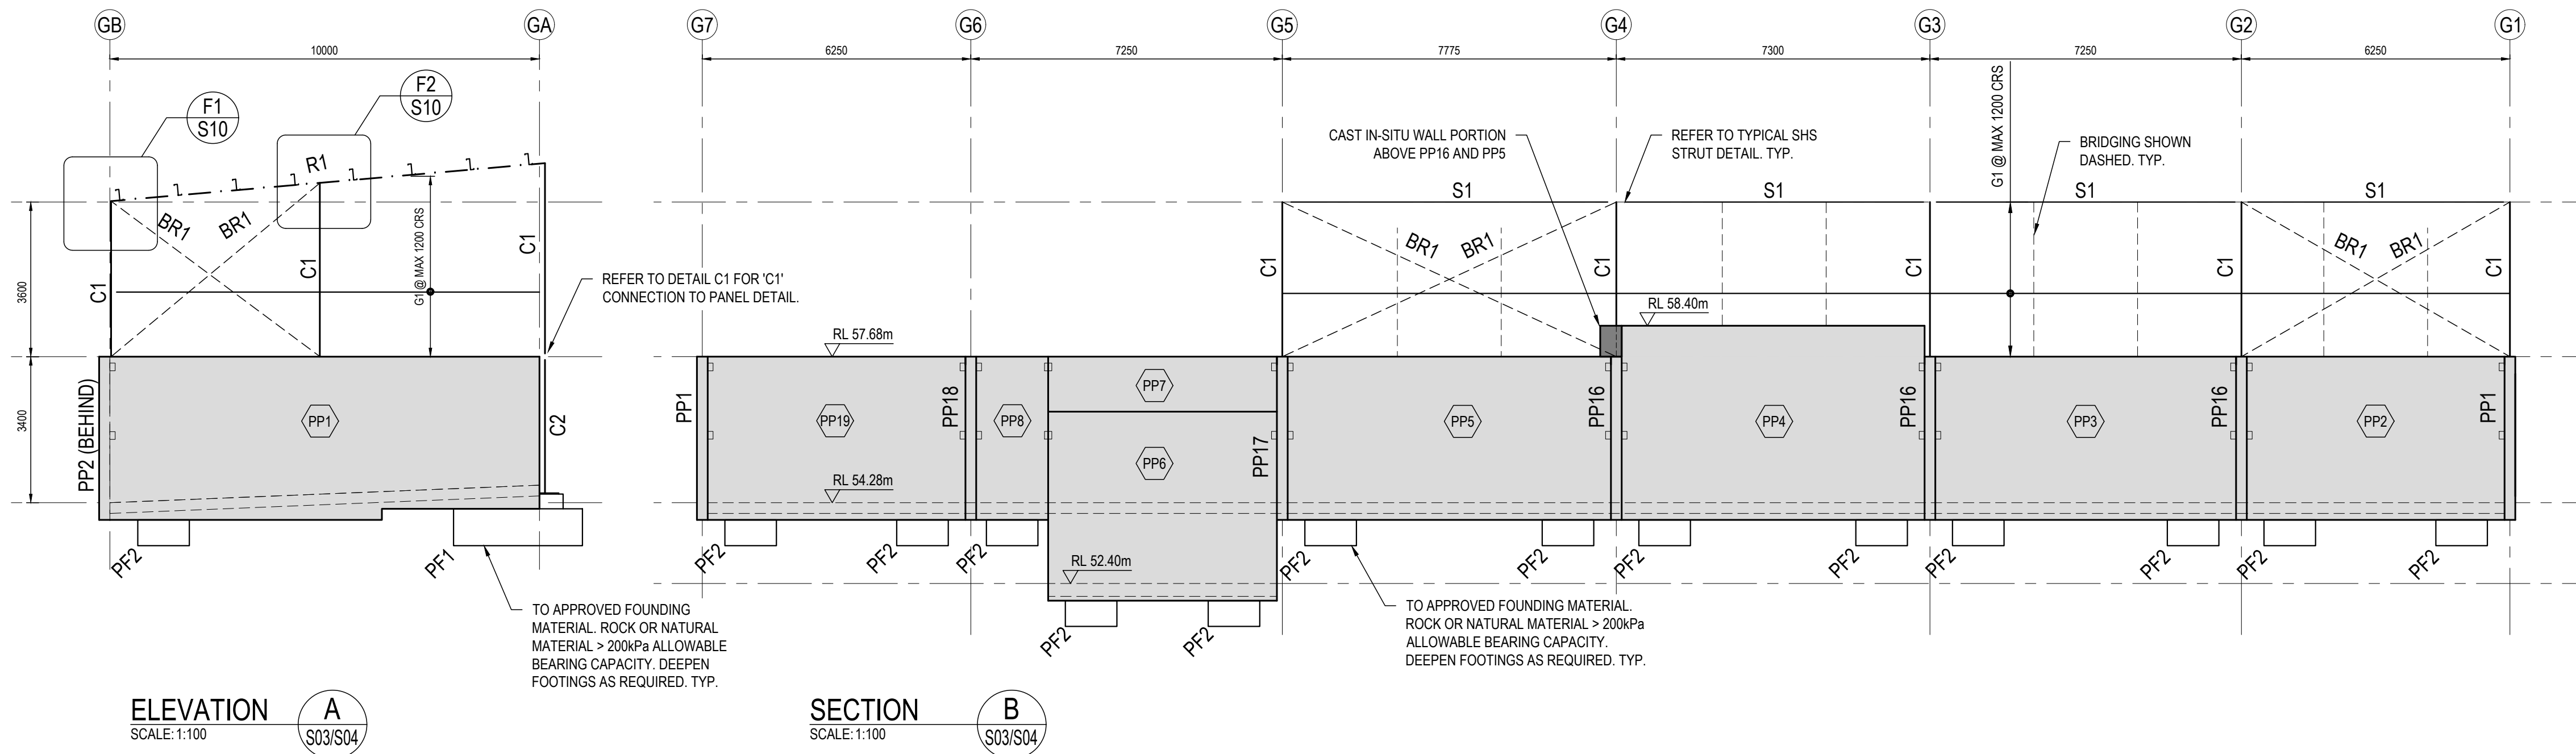 GB
GA
G7
G6
G5
G4
G3
G2
G1
10000
6250
7250
7775
7300
7250
6250
F1
S10
F2
S10
R1
BR1
BR1
C1
C1
C1
G1 @ MAX 1200 CRS
3600
3400
REFER TO DETAIL C1 FOR 'C1'
CONNECTION TO PANEL DETAIL.
PP2 (BEHIND)
PP1
C2
PF2
PF1
TO APPROVED FOUNDING
MATERIAL. ROCK OR NATURAL
MATERIAL > 200kPa ALLOWABLE
BEARING CAPACITY. DEEPEN
FOOTINGS AS REQUIRED. TYP.
ELEVATION
SCALE: 1:100
A
S03/S04
CAST IN-SITU WALL PORTION
ABOVE PP16 AND PP5
REFER TO TYPICAL SHS
STRUT DETAIL. TYP.
G1 @ MAX 1200 CRS
BRIDGING SHOWN
DASHED. TYP.
S1
S1
S1
S1
BR1
BR1
BR1
BR1
C1
C1
C1
C1
C1
RL 58.40m
RL 57.68m
PP1
PP19
PP18
PP8
PP7
PP6
PP17
PP5
PP16
PP4
PP16
PP3
PP16
PP2
PP1
RL 54.28m
RL 52.40m
PF2
PF2
PF2
PF2
PF2
PF2
PF2
PF2
PF2
PF2
PF2
PF2
PF2
TO APPROVED FOUNDING MATERIAL.
ROCK OR NATURAL MATERIAL > 200kPa
ALLOWABLE BEARING CAPACITY.
DEEPEN FOOTINGS AS REQUIRED. TYP.
SECTION
SCALE: 1:100
B
S03/S04